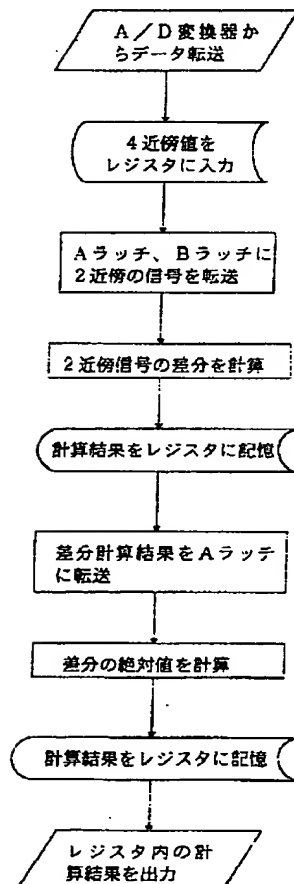 A/D変換器か
らデータ転送
4近傍値を
レジスタに入力
Aラッチ、Bラッチに
2近傍の信号を転送
2近傍信号の差分を計算
計算結果をレジスタに記憶
差分計算結果をAラッチ
に転送
差分の絶対値を計算
計算結果をレジスタに記憶
レジスタ内の計
算結果を出力